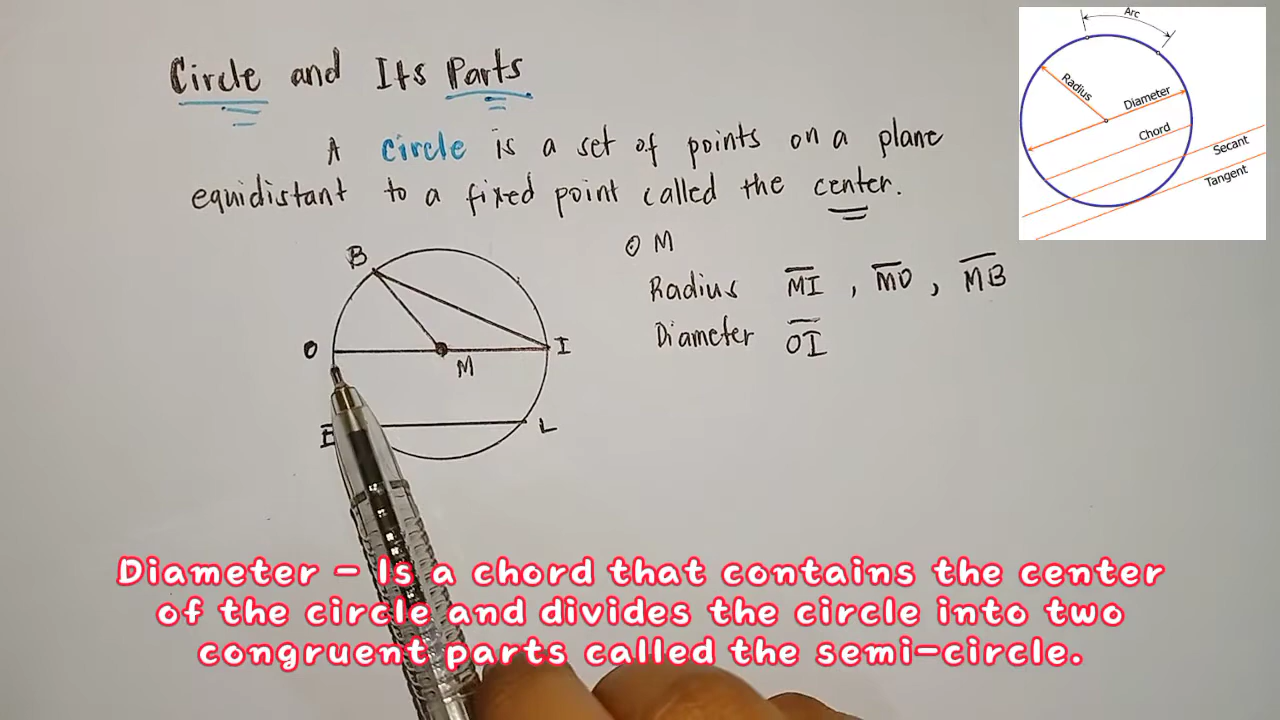 Circle and Its Parts
A circle is a set of points on a plane
equidistant to a fixed point called the center.
⊙ M
Radius MI, MO, MB
Diameter OI
B
O
M
I
L
Arc
Radius
Diameter
Chord
Secant
Tangent
Diameter - Is a chord that contains the center
of the circle and divides the circle into two
congruent parts called the semi-circle.